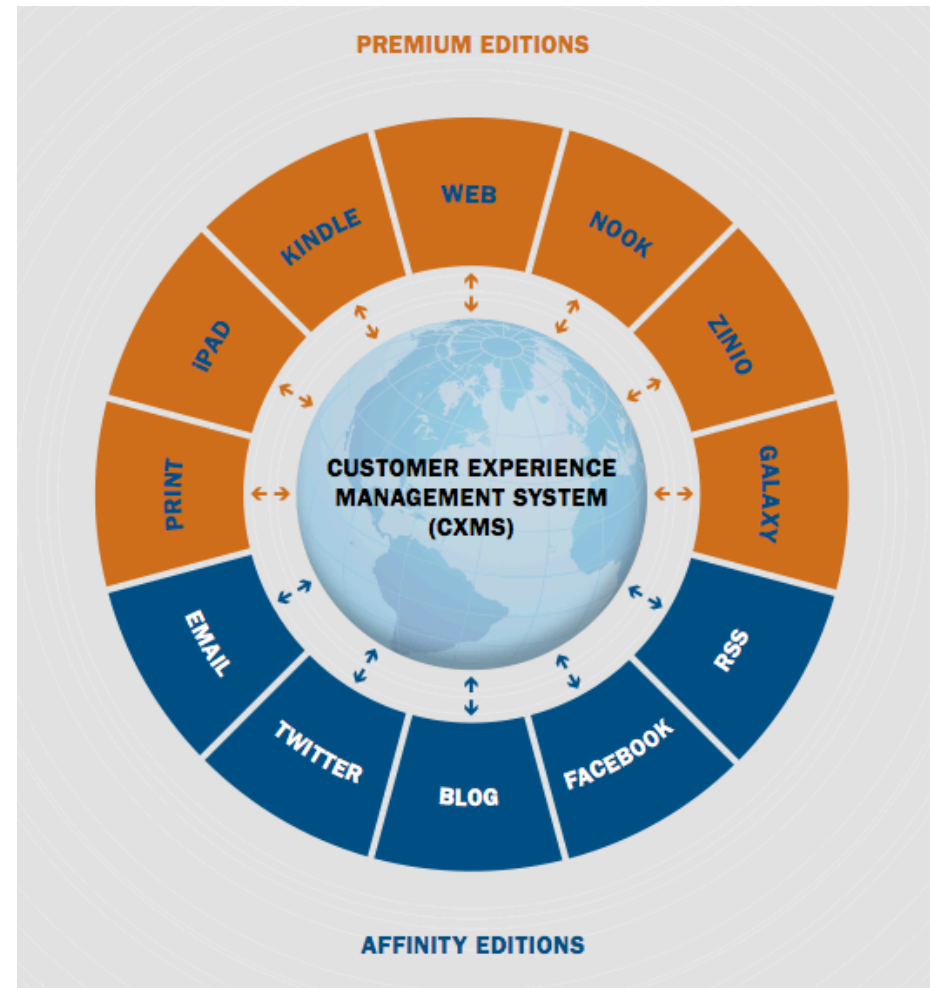 PREMIUM EDITIONS
WEB
NOOK
ZINIO
GALAXY
RSS
FACEBOOK
BLOG
TWITTER
EMAIL
PRINT
iPAD
KINDLE
CUSTOMER EXPERIENCE
MANAGEMENT SYSTEM
(CXMS)
AFFINITY EDITIONS